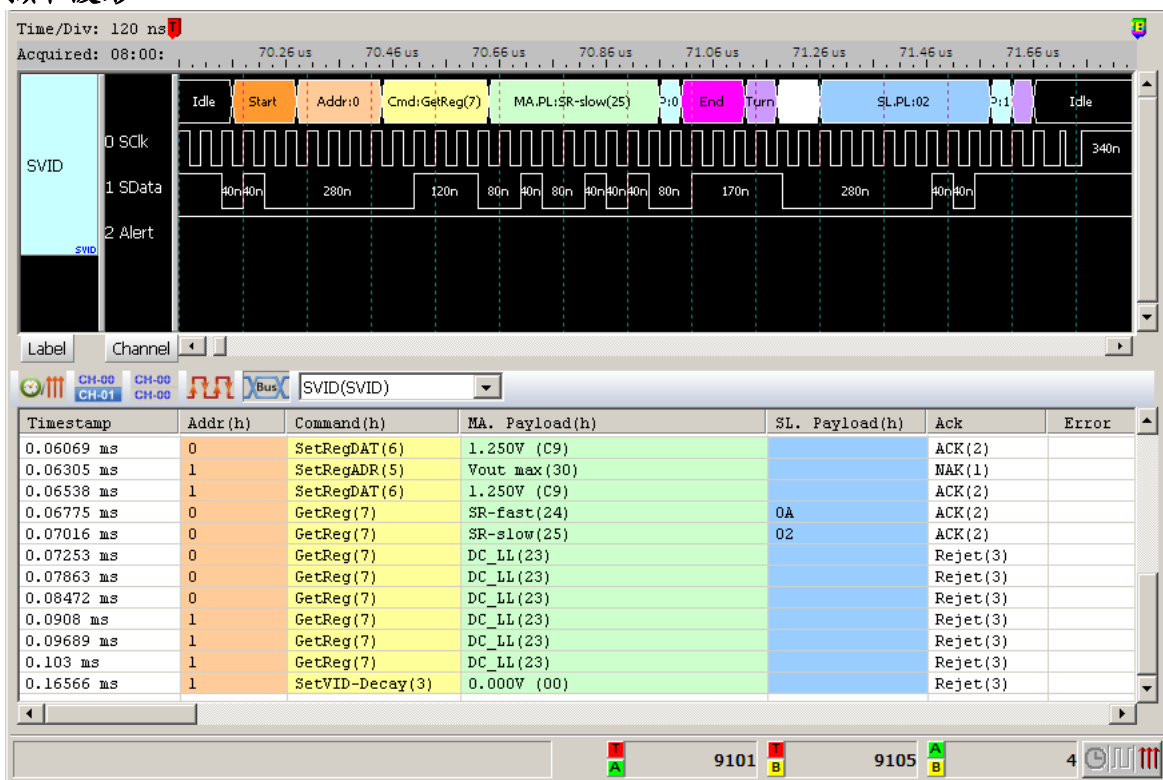 Time/Div: 120 ns
T
B
Acquired: 08:00:
70.26 us 70.46 us 70.66 us 70.86 us 71.06 us 71.26 us 71.46 us 71.66 us
Idle Start Addr:0 Cmd:GetReg(7) MA.PL:SR-slow(25) P:0 End Turn SL.PL:02 P:1 Idle
0 SClk 340n
SVID
1 SData 40n 40n 280n 120n 80n 40n 80n 40n 40n 40n 80n 170n 280n 40n 40n
2 Alert
SVID
Label Channel
CH-00 CH-00
CH-01 CH-00
Bus SVID(SVID)
Timestamp Addr(h) Command(h) MA. Payload(h) SL. Payload(h) Ack Error
0.06069 ms 0 SetRegDAT(6) 1.250V (C9) ACK(2)
0.06305 ms 1 SetRegADR(5) Vout max(30) NAK(1)
0.06538 ms 1 SetRegDAT(6) 1.250V (C9) ACK(2)
0.06775 ms 0 GetReg(7) SR-fast(24) 0A ACK(2)
0.07016 ms 0 GetReg(7) SR-slow(25) 02 ACK(2)
0.07253 ms 0 GetReg(7) DC_LL(23) Rejet(3)
0.07863 ms 0 GetReg(7) DC_LL(23) Rejet(3)
0.08472 ms 0 GetReg(7) DC_LL(23) Rejet(3)
0.0908 ms 1 GetReg(7) DC_LL(23) Rejet(3)
0.09689 ms 1 GetReg(7) DC_LL(23) Rejet(3)
0.103 ms 1 GetReg(7) DC_LL(23) Rejet(3)
0.16566 ms 1 SetVID-Decay(3) 0.000V (00) Rejet(3)
T A 9101 T B 9105 A B 4